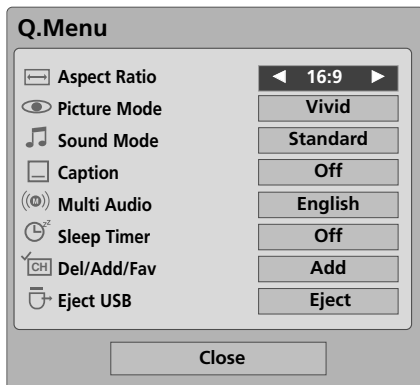 Q.Menu
Aspect Ratio ◄ 16:9 ►
Picture Mode Vivid
Sound Mode Standard
Caption Off
Multi Audio English
Sleep Timer Off
CH Del/Add/Fav Add
Eject USB Eject
Close